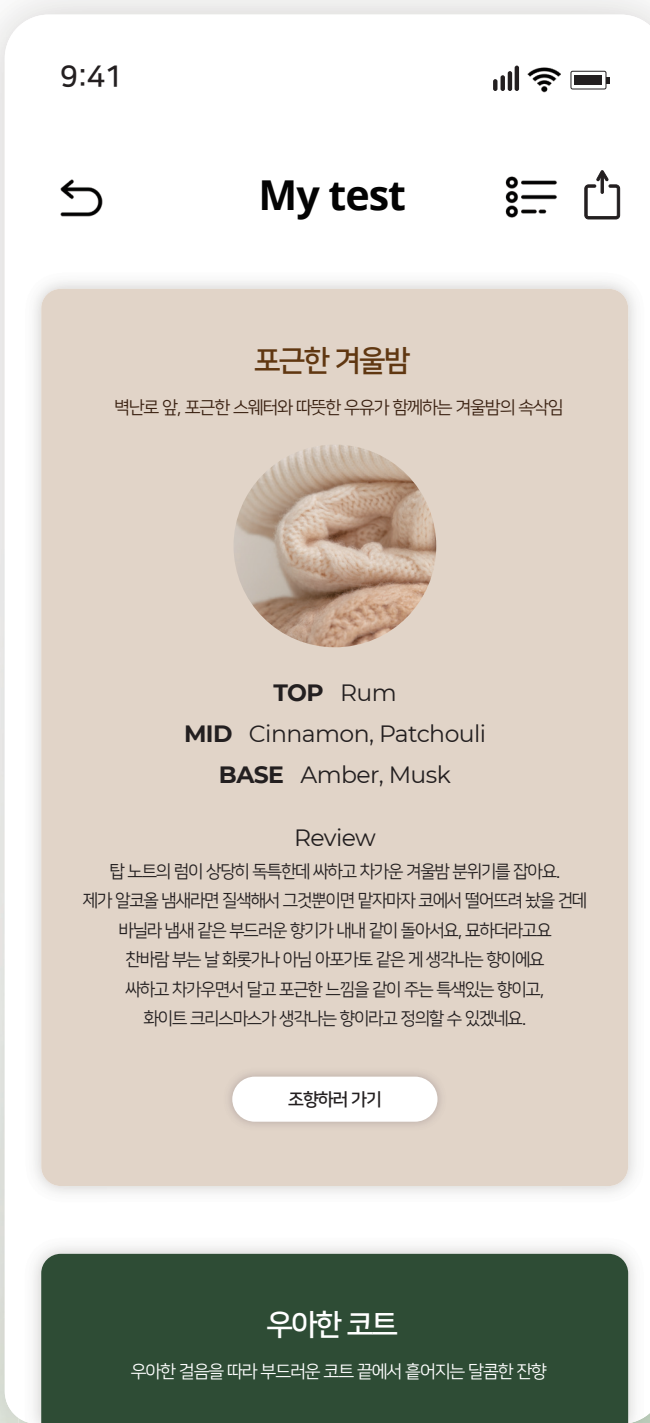 9:41
My test
포근한 겨울밤
벽난로 앞, 포근한 스웨터와 따뜻한 우유가 함께하는 겨울밤의 속삭임
TOP Rum
MID Cinnamon, Patchouli
BASE Amber, Musk
Review
탑 노트의 럼이 상당히 독특한데 싸하고 차가운 겨울밤 분위기를 잡아요.
제가 알코올 냄새라면 질색해서 그것뿐이면 맡자마자 코에서 떨어뜨려 놨을 건데
바닐라 냄새 같은 부드러운 향기가 내내 같이 돌아서요, 묘하더라고요
찬바람 부는 날 화롯가나 아님 아포가토 같은 게 생각나는 향이에요
싸하고 차가우면서 달고 포근한 느낌을 같이 주는 특색있는 향이고,
화이트 크리스마스가 생각나는 향이라고 정의할 수 있겠네요.
조향하러 가기
우아한 코트
우아한 걸음을 따라 부드러운 코트 끝에서 흩어지는 달콤한 잔향